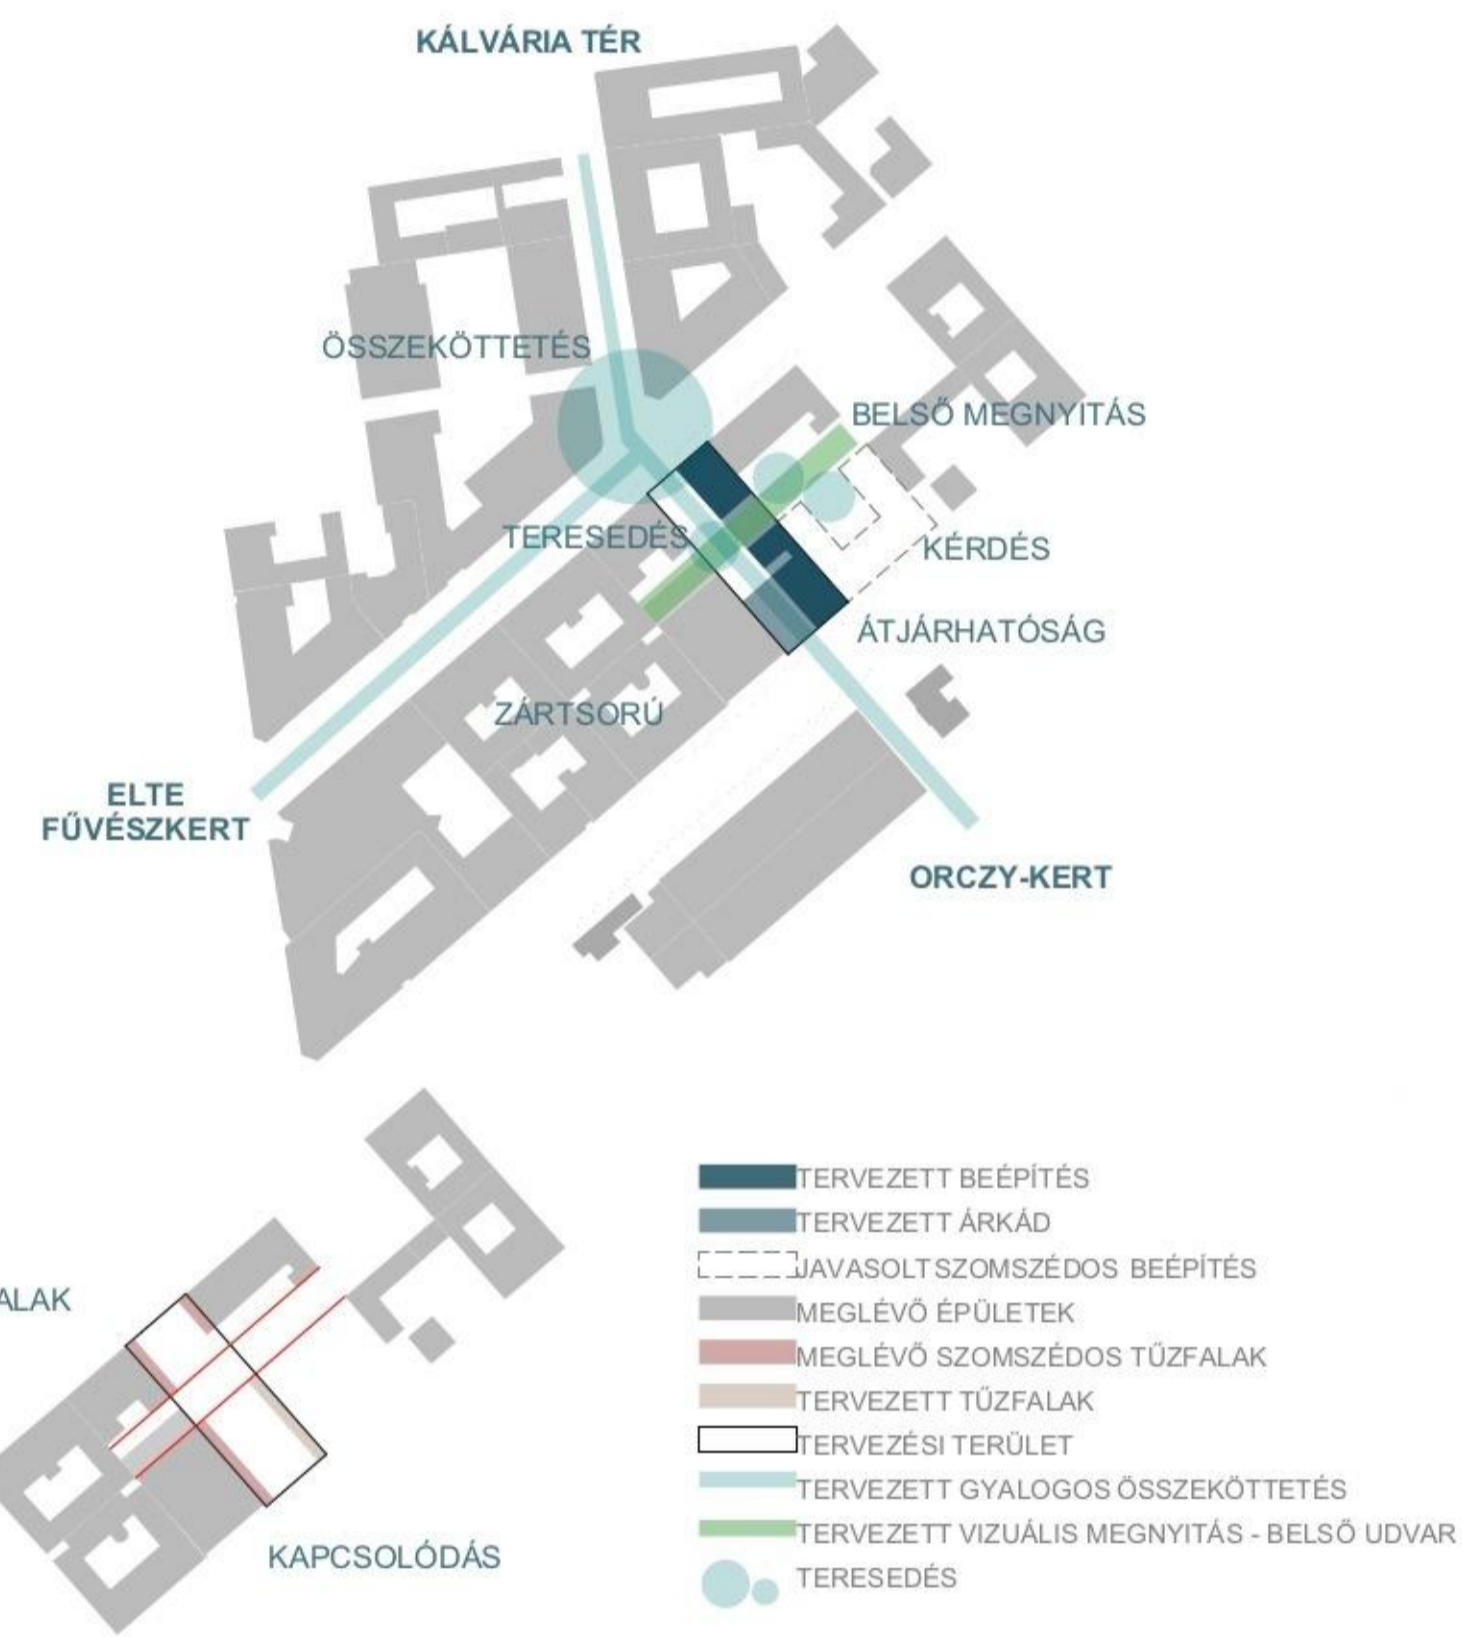 KÁLVÁRIA TÉR
ÖSSZEKÖTTETÉS
BELSŐ MEGNYITÁS
TERESEDÉS
KÉRDÉS
ÁTJÁRHATÓSÁG
ZÁRTSORÚ
ELTE
FŰVÉSZKERT
ORCZY-KERT
ALAK
KAPCSOLÓDÁS
TERVEZETT BEÉPÍTÉS
TERVEZETT ÁRKÁD
JAVASOLT SZOMSZÉDOS BEÉPÍTÉS
MEGLÉVŐ ÉPÜLETEK
MEGLÉVŐ SZOMSZÉDOS TŰZFALAK
TERVEZETT TŰZFALAK
TERVEZÉSI TERÜLET
TERVEZETT GYALOGOS ÖSSZEKÖTTETÉS
TERVEZETT VIZUÁLIS MEGNYITÁS - BELSŐ UDVAR
TERESEDÉS